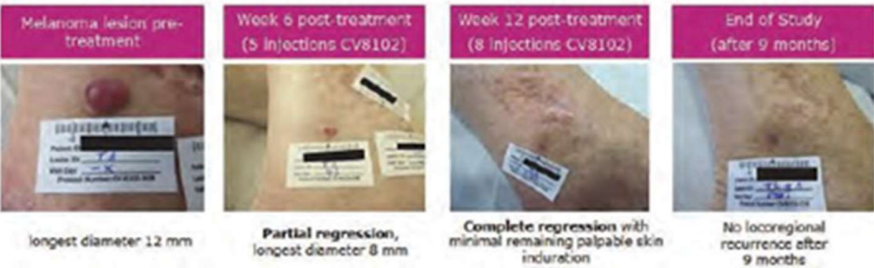 Melanoma lesion pre-
treatment
Week 6 post-treatment
(5 injections CV8102)
Week 12 post-treatment
(8 injections CV8102)
End of Study
(after 9 months)
longest diameter 12 mm
Partial regression,
longest diameter 8 mm
Complete regression with
minimal remaining palpable skin
induration
No locoregional
recurrence after
9 months